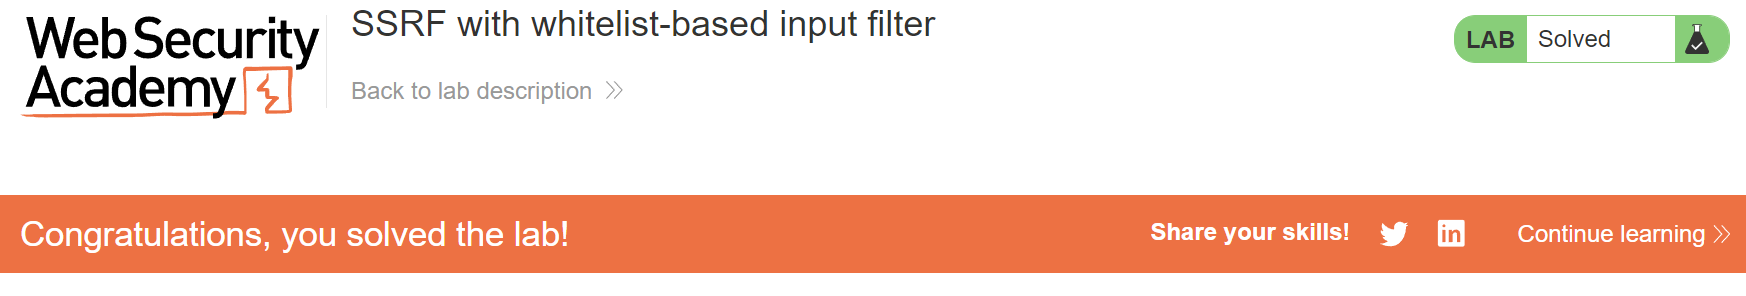 Web Security
Academy
SSRF with whitelist-based input filter
Back to lab description
LAB Solved
Congratulations, you solved the lab!
Share your skills!
Continue learning